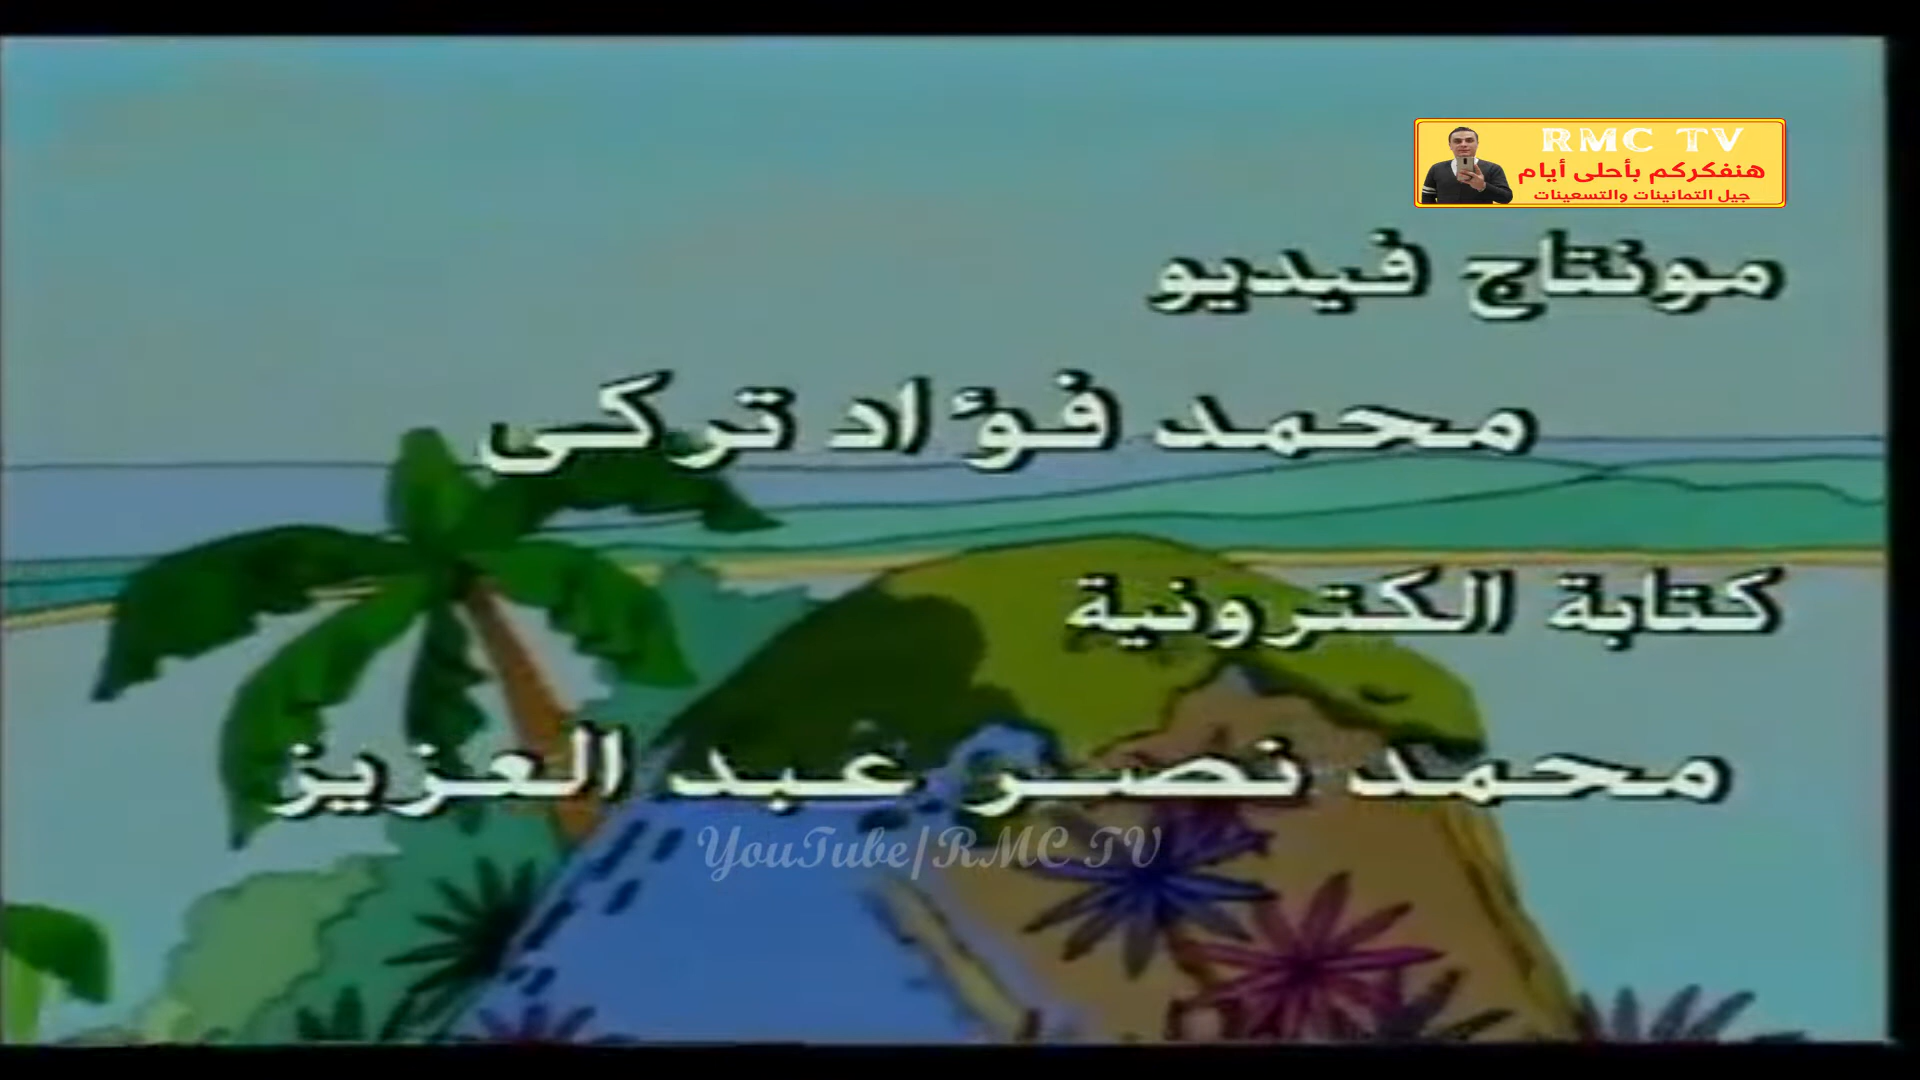 RMC TV
هنفكركم بأحلى أيام
جيل الثمانينات والتسعينات
مونتاج فيديو
محمد فؤاد تركى
كتابة الكترونية
محمد نصر عبد العزيز
YouTube/RMC TV